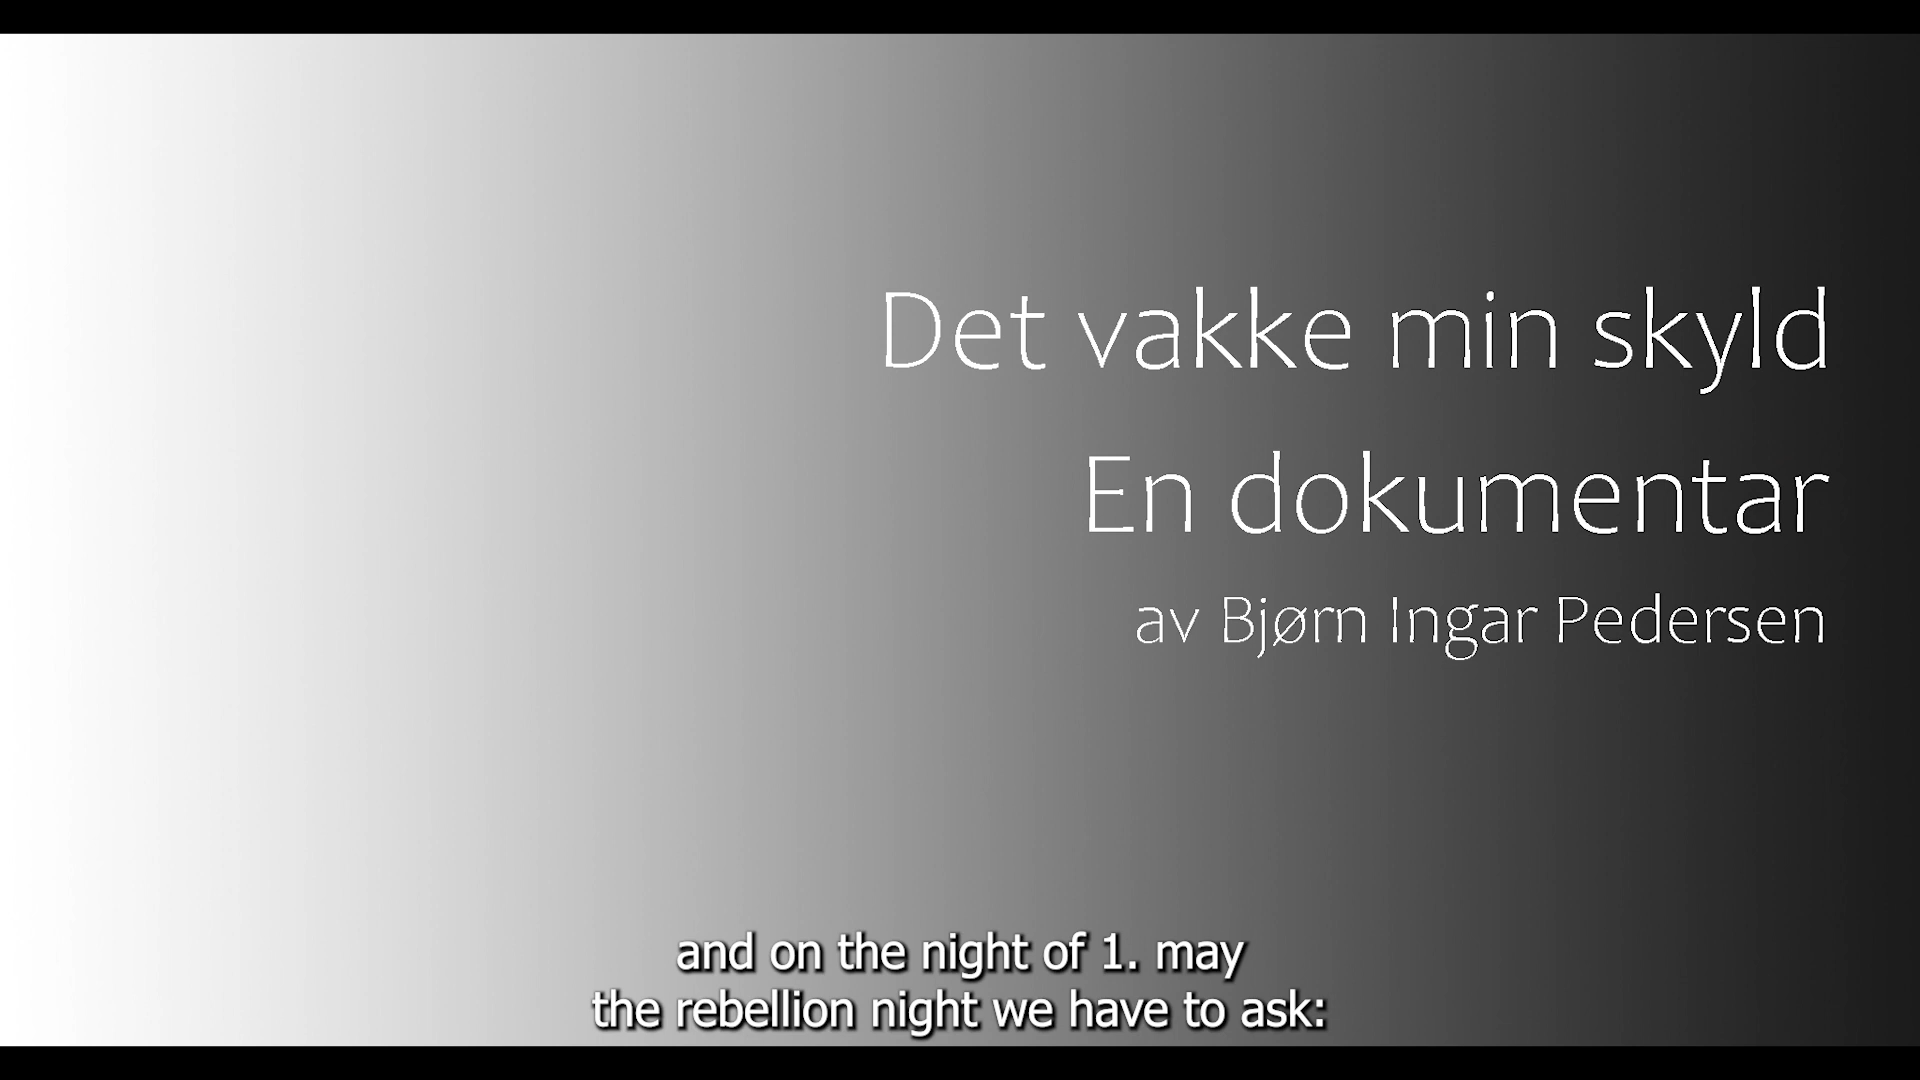 Det vakke min skyld
En dokumentar
av Bjørn Ingar Pedersen
and on the night of 1. may
the rebellion night we have to ask: